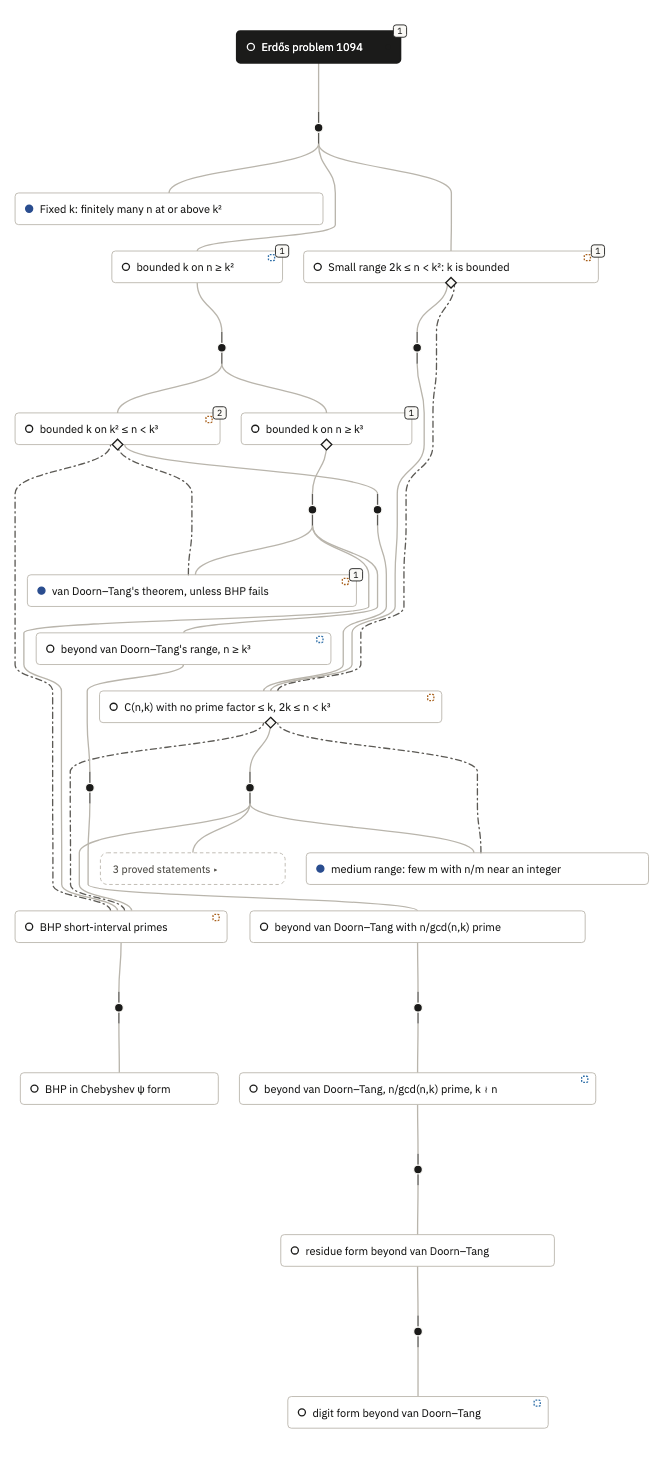 1
Erdős problem 1094
Fixed k: finitely many n at or above k²
1
bounded k on n ≥ k²
1
Small range 2k ≤ n < k²: k is bounded
2
bounded k on k² ≤ n < k³
1
bounded k on n ≥ k³
1
van Doorn–Tang's theorem, unless BHP fails
beyond van Doorn–Tang's range, n ≥ k³
C(n,k) with no prime factor ≤ k, 2k ≤ n < k³
3 proved statements ▸
medium range: few m with n/m near an integer
BHP short-interval primes
beyond van Doorn–Tang with n/gcd(n,k) prime
BHP in Chebyshev ψ form
beyond van Doorn–Tang, n/gcd(n,k) prime, k ∤ n
residue form beyond van Doorn–Tang
digit form beyond van Doorn–Tang